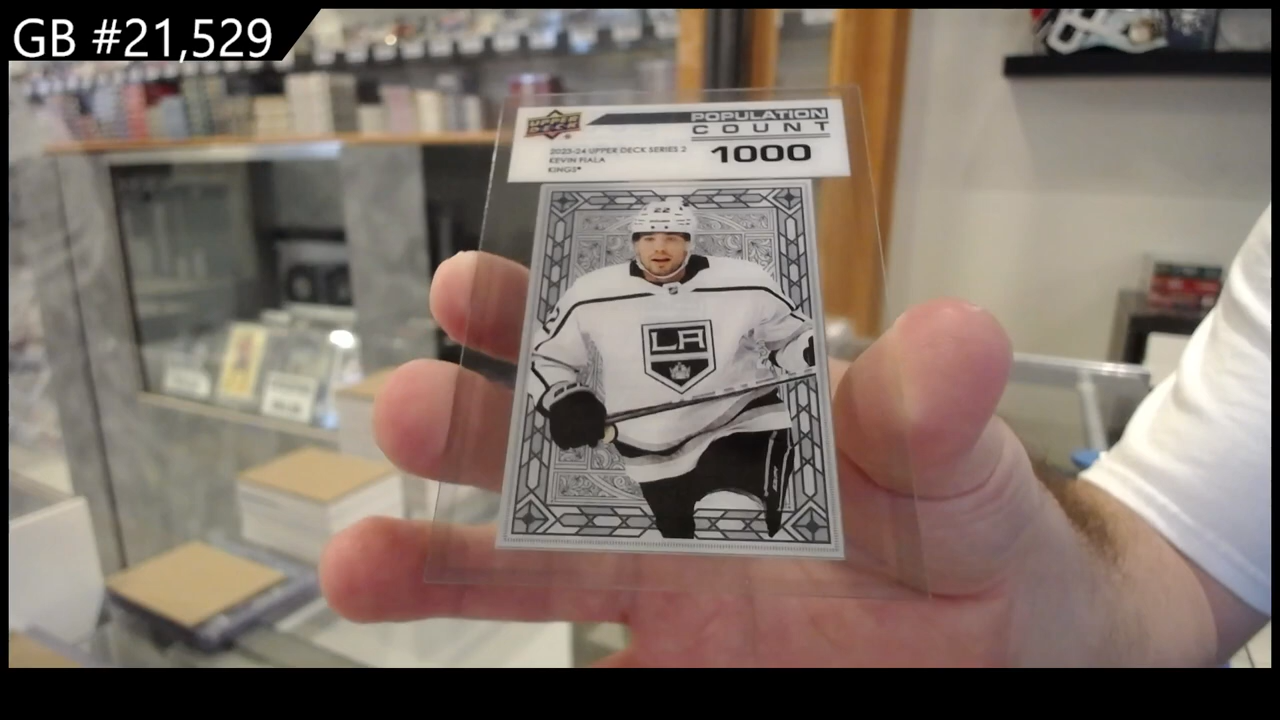 GB #21,529
UPPER
DECK
POPULATION
COUNT
2023-24 UPPER DECK SERIES 2
KEVIN FIALA
KINGS
1000
22
LA